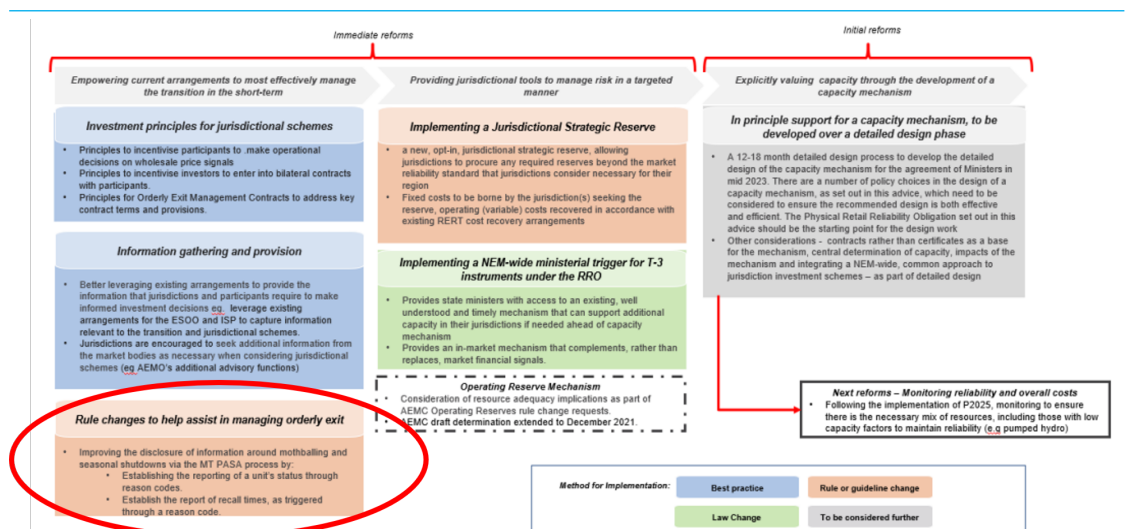 Immediate reforms
Initial reforms
Empowering current arrangements to most effectively manage
the transition in the short-term
Providing jurisdictional tools to manage risk in a targeted
manner
Explicitly valuing capacity through the development of a
capacity mechanism
Investment principles for jurisdictional schemes
• Principles to incentivise participants to .make operational
decisions on wholesale price signals
• Principles to incentivise investors to enter into bilateral contracts
with participants.
• Principles for Orderly Exit Management Contracts to address key
contract terms and provisions.
Information gathering and provision
• Better leveraging existing arrangements to provide the
information that jurisdictions and participants require to make
informed investment decisions eg. leverage existing
arrangements for the ESOO and ISP to capture information
relevant to the transition and jurisdictional schemes.
• Jurisdictions are encouraged to seek additional information from
the market bodies as necessary when considering jurisdictional
schemes (eg AEMO's additional advisory functions)
Rule changes to help assist in managing orderly exit
• Improving the disclosure of information around mothballing and
seasonal shutdowns via the MT PASA process by:
• Establishing the reporting of a unit's status through
reason codes.
• Establish the report of recall times, as triggered
through a reason code.
Implementing a Jurisdictional Strategic Reserve
• a new, opt-in, jurisdictional strategic reserve, allowing
jurisdictions to procure any required reserves beyond the market
reliability standard that jurisdictions consider necessary for their
region
• Fixed costs to be borne by the jurisdiction(s) seeking the
reserve, operating (variable) costs recovered in accordance with
existing RERT cost recovery arrangements
Implementing a NEM-wide ministerial trigger for T-3
instruments under the RRO
• Provides state ministers with access to an existing, well
understood and timely mechanism that can support additional
capacity in their jurisdictions if needed ahead of capacity
mechanism
• Provides an in-market mechanism that complements, rather than
replaces, market financial signals.
Operating Reserve Mechanism
• Consideration of resource adequacy implications as part of
AEMC Operating Reserves rule change requests.
• AEMC draft determination extended to December 2021.
In principle support for a capacity mechanism, to be
developed over a detailed design phase
• A 12-18 month detailed design process to develop the detailed
design of the capacity mechanism for the agreement of Ministers in
mid 2023. There are a number of policy choices in the design of a
capacity mechanism, as set out in this advice, which need to be
considered to ensure the recommended design is both effective
and efficient. The Physical Retail Reliability Obligation set out in this
advice should be the starting point for the design work
• Other considerations - contracts rather than certificates as a base
for the mechanism, central determination of capacity, impacts of the
mechanism and integrating a NEM-wide, common approach to
jurisdiction investment schemes – as part of detailed design
Next reforms – Monitoring reliability and overall costs
• Following the implementation of P2025, monitoring to ensure
there is the necessary mix of resources, including those with low
capacity factors to maintain reliability (e.g pumped hydro)
Method for Implementation:
Best practice
Rule or guideline change
Law Change
To be considered further